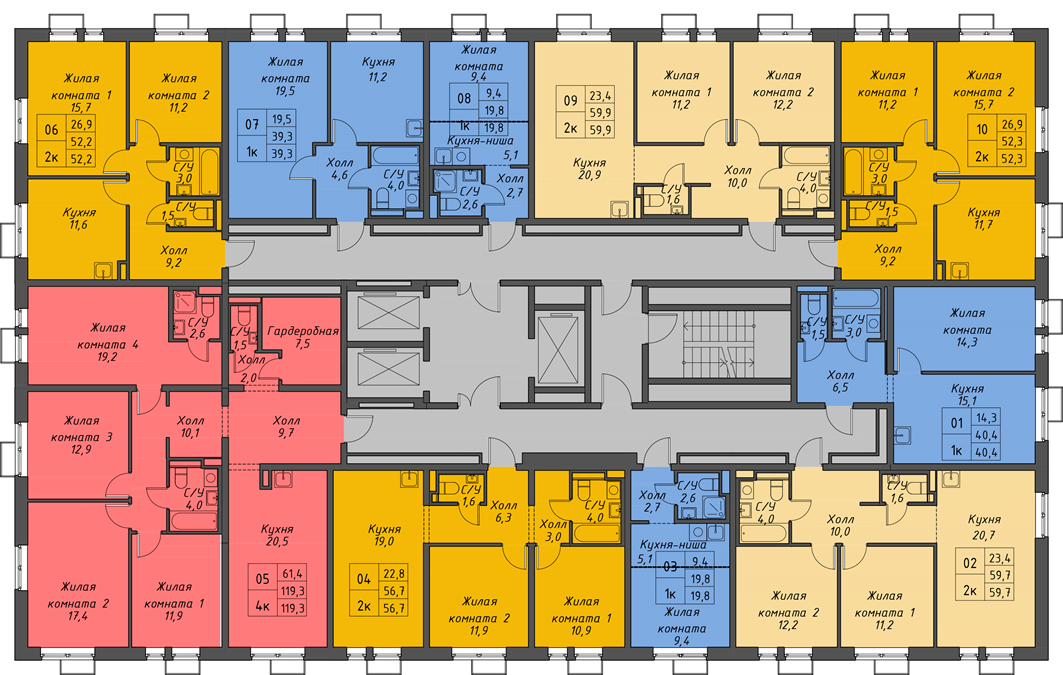 Жилая
комната 1
15,7
06
26,9
52,2
2к
52,2
Жилая
комната 2
11,2
С/У
3,0
1,5
С/У
Кухня
11,6
Холл
9,2
Жилая
комната
19,5
07
19,5
39,3
1к
39,3
Кухня
11,2
Холл
4,6
С/У
4,0
Жилая
комната
9,4
08
9,4
19,8
1к
19,8
Кухня-ниша
5,1
С/У
2,6
Холл
2,7
09
23,4
59,9
2к
59,9
Кухня
20,9
Жилая
комната 1
11,2
Жилая
комната 2
12,2
С/У
1,6
Холл
10,0
С/У
4,0
Жилая
комната 1
11,2
Жилая
комната 2
15,7
10
26,9
52,3
2к
52,3
С/У
3,0
С/У
1,5
Холл
9,2
Кухня
11,7
Жилая
комната 4
19,2
С/У
2,6
С/У
1,5
Гардеробная
7,5
Холл
2,0
Жилая
комната 3
12,9
Холл
10,1
Холл
9,7
С/У
4,0
Жилая
комната 2
17,4
Жилая
комната 1
11,9
Кухня
20,5
05
61,4
119,3
4к
119,3
Кухня
19,0
04
22,8
56,7
2к
56,7
С/У
1,6
Холл
6,3
Холл
3,0
С/У
4,0
Жилая
комната 2
11,9
Жилая
комната 1
10,9
Холл
2,7
С/У
2,6
Кухня-ниша
5,1
03
9,4
19,8
1к
19,8
Жилая
комната
9,4
С/У
1,5
С/У
3,0
Жилая
комната
14,3
Холл
6,5
Кухня
15,1
01
14,3
40,4
1к
40,4
С/У
4,0
Холл
10,0
С/У
1,6
Кухня
20,7
02
23,4
59,7
2к
59,7
Жилая
комната 2
12,2
Жилая
комната 1
11,2